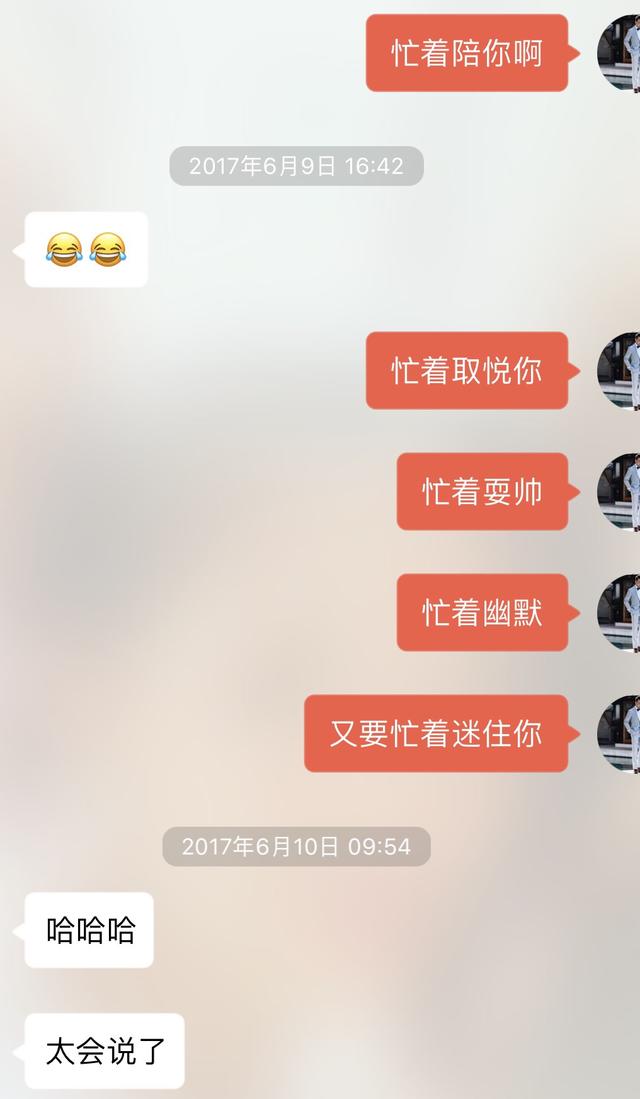 忙着陪你啊
2017年6月9日 16:42
😂😂
忙着取悦你
忙着耍帅
忙着幽默
又要忙着迷住你
2017年6月10日 09:54
哈哈哈
太会说了